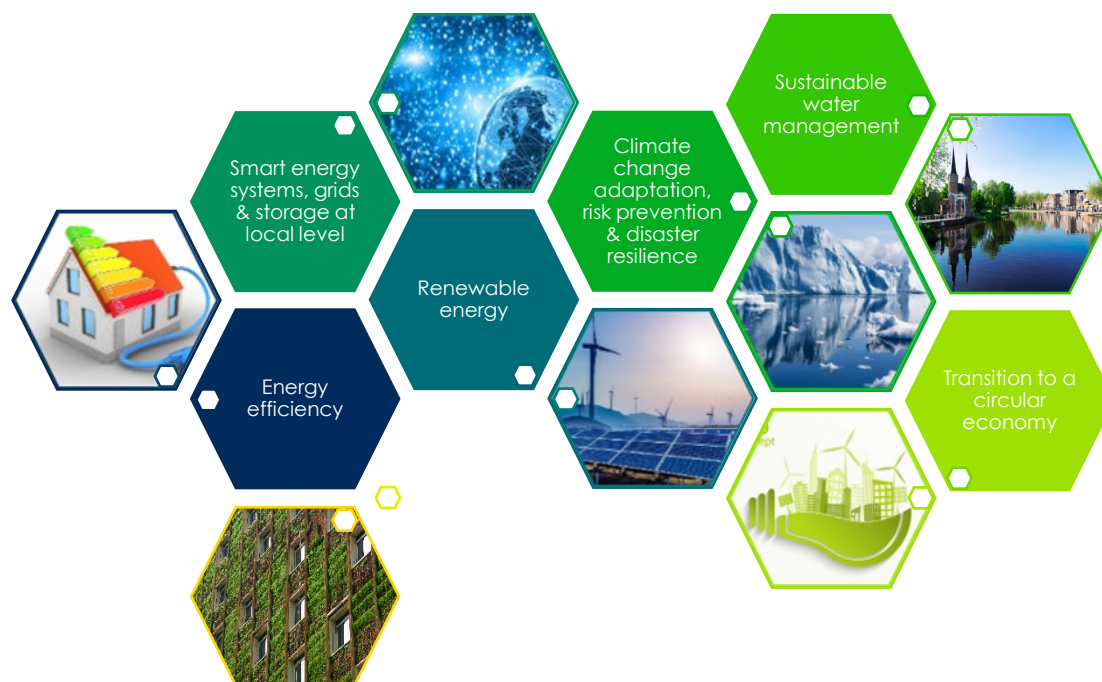 Sustainable
water
management
Smart energy
systems, grids
& storage at
local level
Climate
change
adaptation,
risk prevention
& disaster
resilience
Renewable
energy
Energy
efficiency
Transition to a
circular
economy